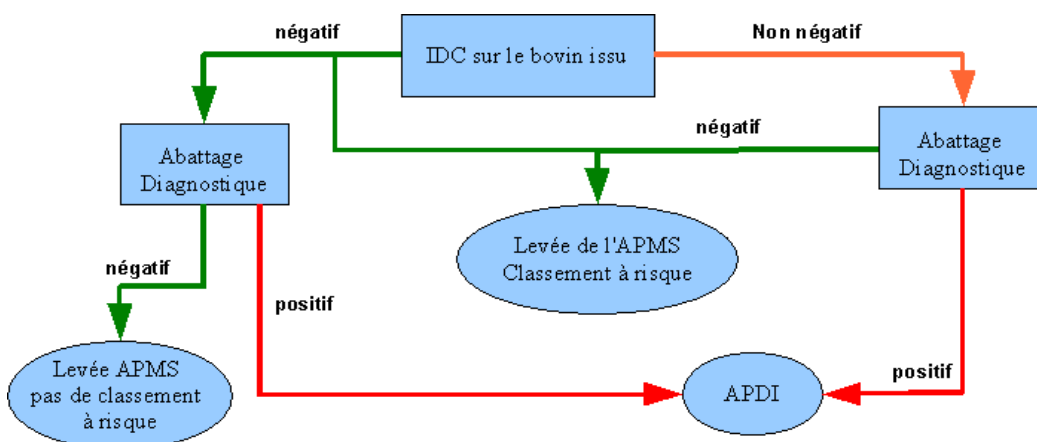 négatif
IDC sur le bovin issu
Non négatif
négatif
Abattage
Diagnostique
Abattage
Diagnostique
Levée de l'APMS
Classement à risque
négatif
positif
Levée APMS
pas de classement
à risque
APDI
positif